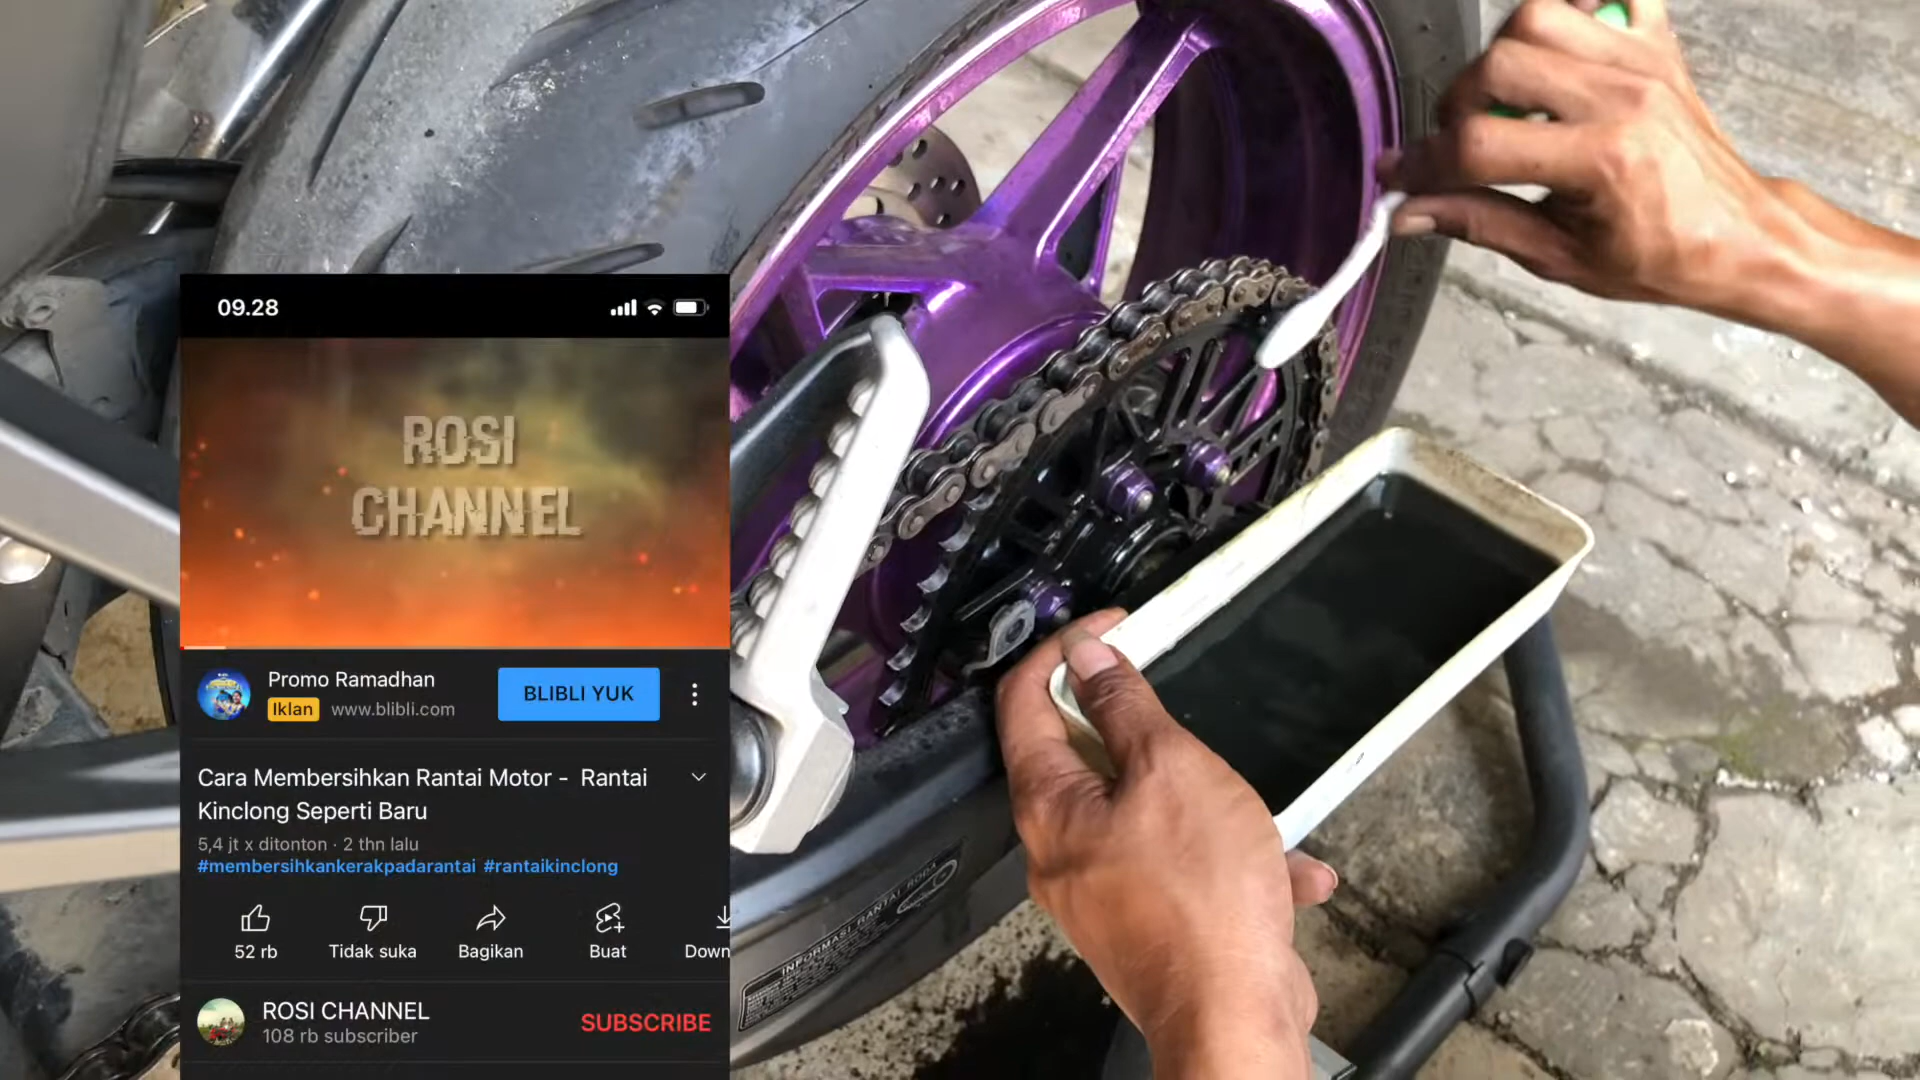 09.28
ROSI
CHANNEL
Promo Ramadhan
BLIBLI YUK
Iklan www.blibli.com
Cara Membersihkan Rantai Motor - Rantai
Kinclong Seperti Baru
5,4 jt x ditonton · 2 thn lalu
#membersihkankerakpadarantai #rantaikinclong
52 rb
Tidak suka
Bagikan
Buat
Down
ROSI CHANNEL
108 rb subscriber
SUBSCRIBE
INFORMASI RANTAI RODA